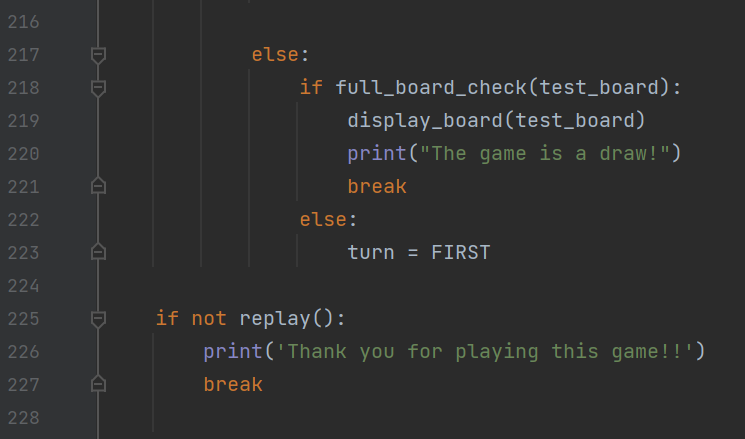 216
217 else:
218 if full_board_check(test_board):
219 display_board(test_board)
220 print("The game is a draw!")
221 break
222 else:
223 turn = FIRST
224
225 if not replay():
226 print('Thank you for playing this game!!')
227 break
228